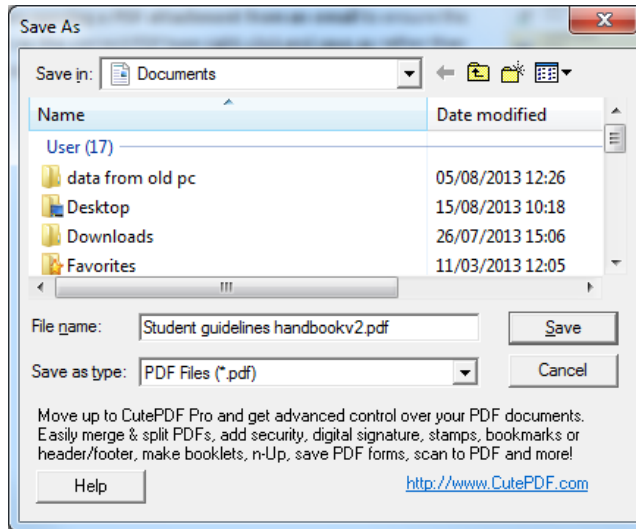 Save As
Save in: Documents
Name Date modified
User (17)
data from old pc 05/08/2013 12:26
Desktop 15/08/2013 10:18
Downloads 26/07/2013 15:06
Favorites 11/03/2013 12:05
File name: Student guidelines handbookv2.pdf Save
Save as type: PDF Files (*.pdf) Cancel
Move up to CutePDF Pro and get advanced control over your PDF documents.
Easily merge & split PDFs, add security, digital signature, stamps, bookmarks or
header/footer, make booklets, n-Up, save PDF forms, scan to PDF and more!
Help http://www.CutePDF.com